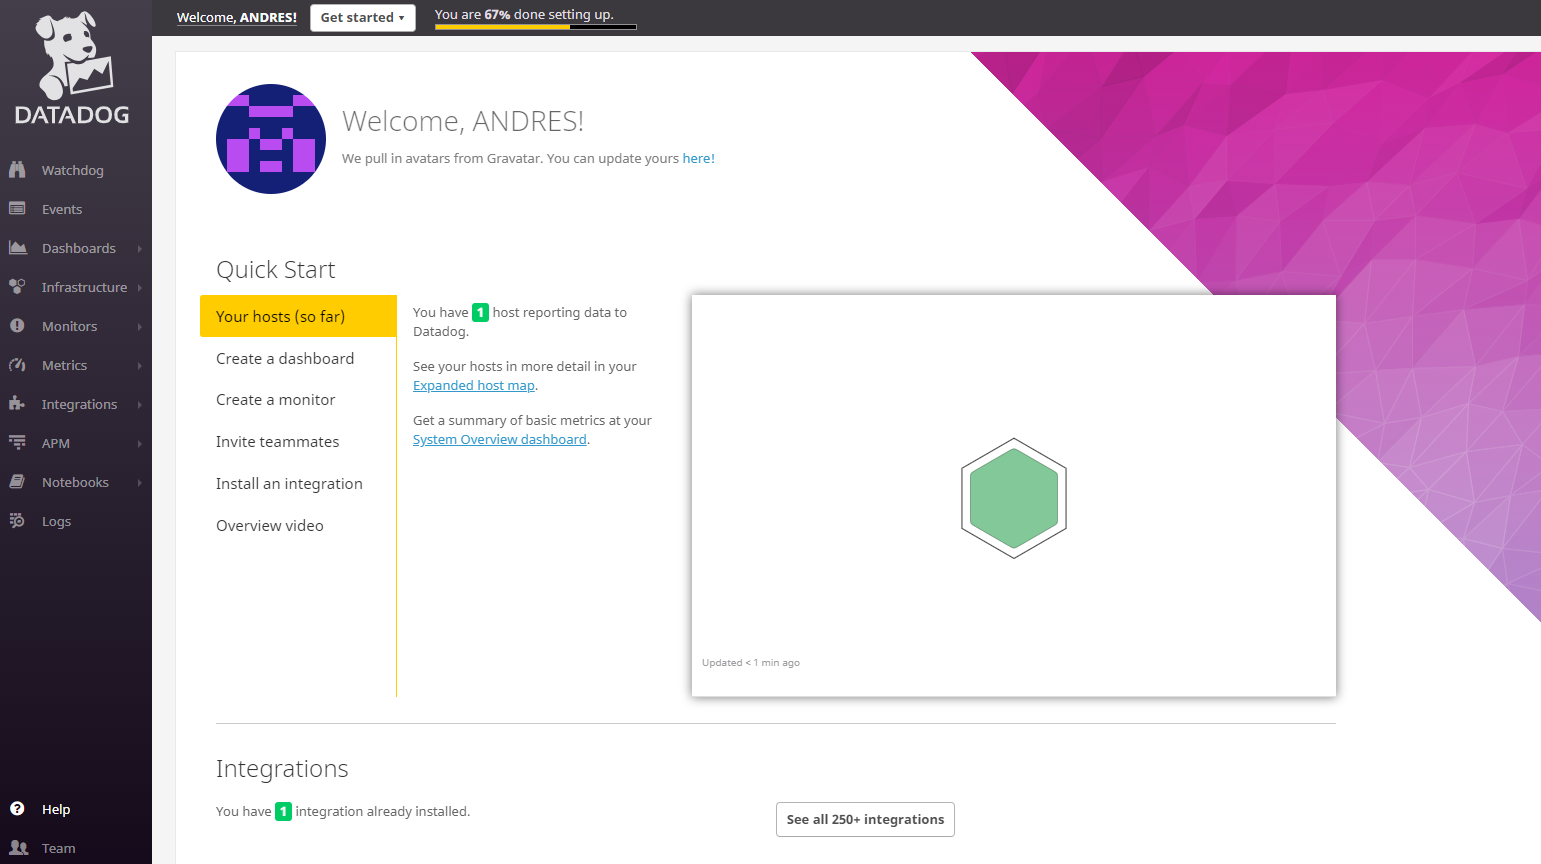 Welcome, ANDRES!
Get started ▾
You are 67% done setting up.
DATADOG
Watchdog
Events
Dashboards
Infrastructure
Monitors
Metrics
Integrations
APM
Notebooks
Logs
Help
Team
Welcome, ANDRES!
We pull in avatars from Gravatar. You can update yours here!
Quick Start
Your hosts (so far)
Create a dashboard
Create a monitor
Invite teammates
Install an integration
Overview video
You have 1 host reporting data to
Datadog.
See your hosts in more detail in your
Expanded host map.
Get a summary of basic metrics at your
System Overview dashboard.
Updated < 1 min ago
Integrations
You have 1 integration already installed.
See all 250+ integrations